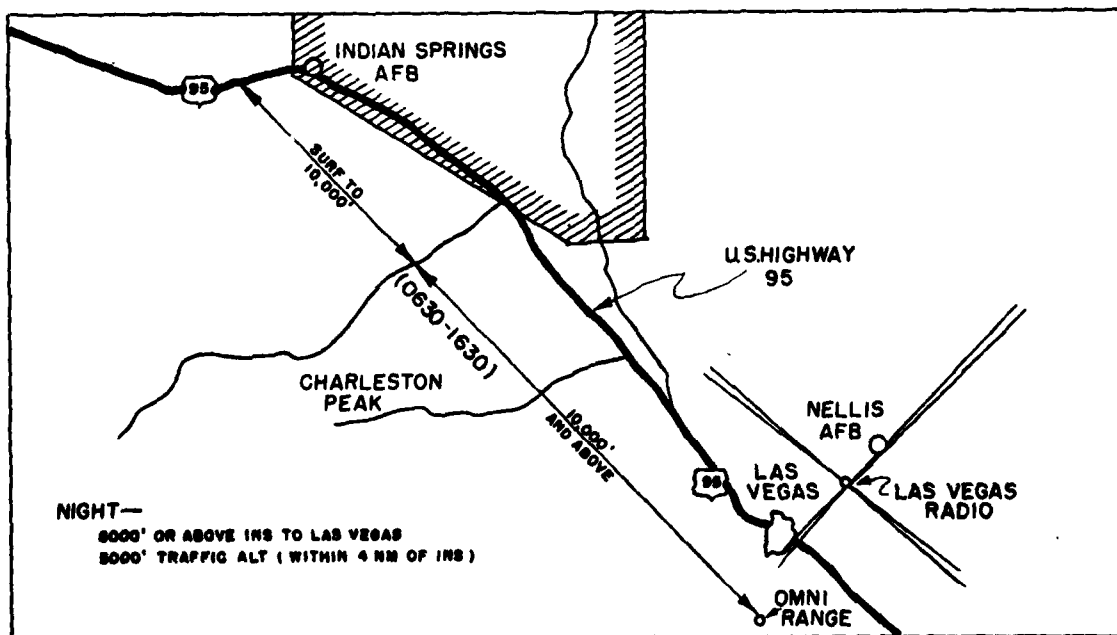 INDIAN SPRINGS
AFB
95
SURF TO
10,000'
U.S.HIGHWAY
95
(0630-1630)
CHARLESTON
PEAK
10,000'
AND ABOVE
NELLIS
AFB
95
LAS
VEGAS
LAS VEGAS
RADIO
NIGHT—
8000' OR ABOVE INS TO LAS VEGAS
5000' TRAFFIC ALT (WITHIN 4 NM OF INS)
OMNI
RANGE